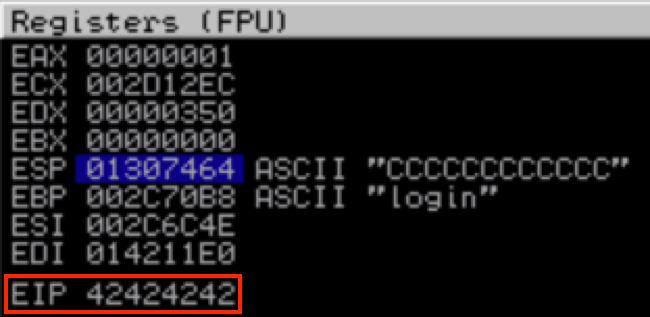 Registers (FPU)
EAX 00000001
ECX 002D12EC
EDX 00000350
EBX 00000000
ESP 01307464 ASCII "CCCCCCCCCCCCC"
EBP 002C70B8 ASCII "login"
ESI 002C6C4E
EDI 014211E0
EIP 42424242